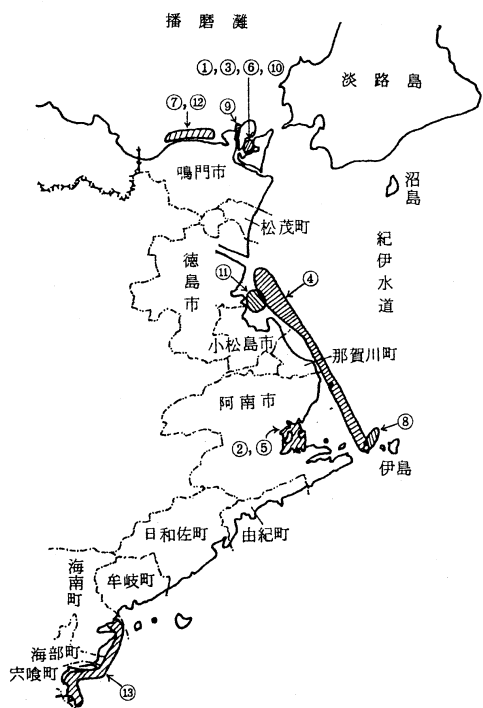 播磨灘
①,③,⑥,⑩
淡路島
⑦,⑫
⑨
鳴門市
沼島
松茂町
紀伊水道
徳島市
⑪
④
小松島市
那賀川町
阿南市
⑧
②,⑤
伊島
日和佐町
由紀町
海南町
牟岐町
海部町
宍喰町
⑬